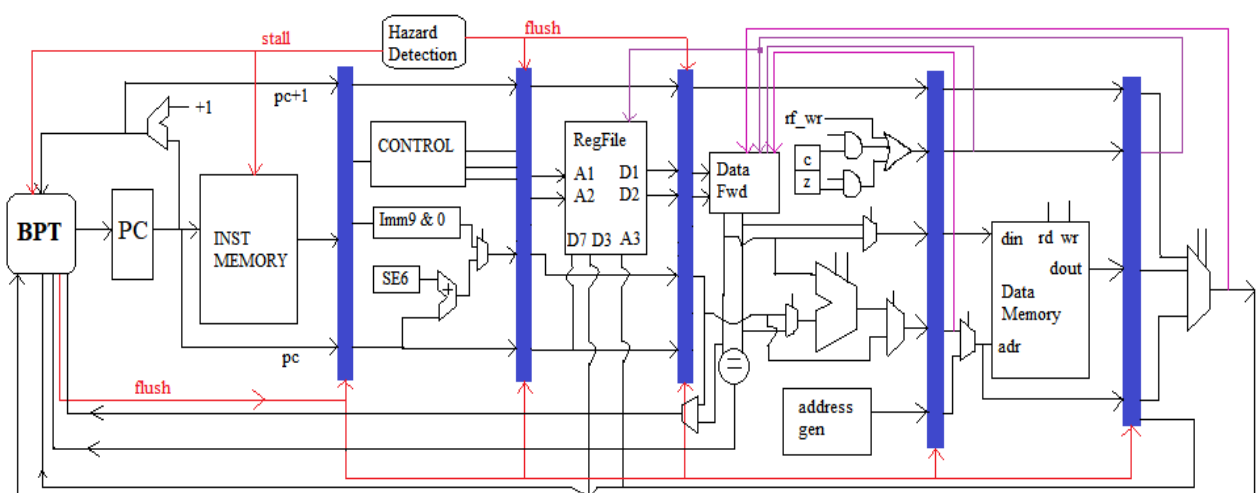 Hazard
Detection
stall
flush
pc+1
+1
CONTROL
RegFile
A1
D1
A2
D2
D7 D3 A3
Data
Fwd
rf_wr
c
z
BPT
PC
INST
MEMORY
Imm9 & 0
SE6
+
din
rd wr
dout
Data
Memory
adr
pc
=
address
gen
flush